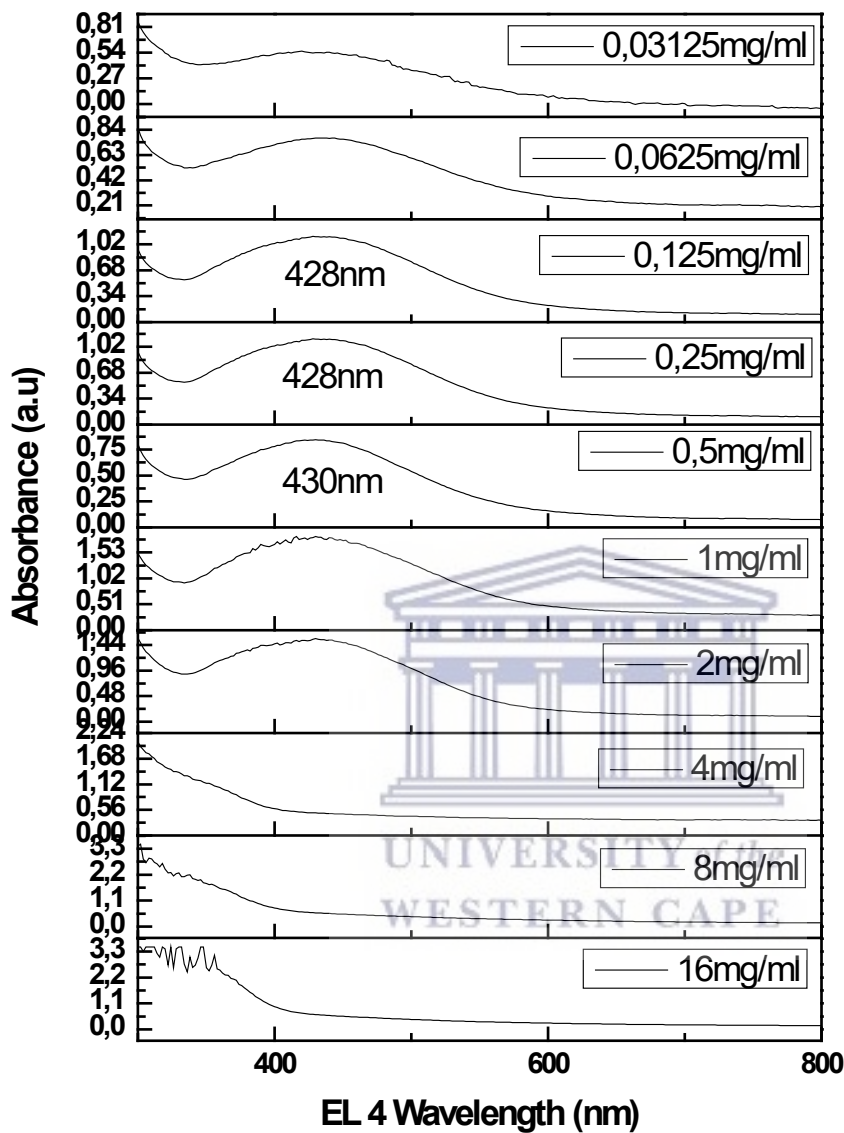 0,81
0,54
0,27
0,00
0,03125mg/ml
0,84
0,63
0,42
0,21
0,0625mg/ml
1,02
0,68
0,34
0,00
0,125mg/ml
428nm
1,02
0,68
0,34
0,00
0,25mg/ml
428nm
0,75
0,50
0,25
0,00
0,5mg/ml
430nm
1,53
1,02
0,51
0,00
1mg/ml
1,44
0,96
0,48
0,00
2mg/ml
2,24
1,68
1,12
0,56
0,00
4mg/ml
3,3
2,2
1,1
0,0
8mg/ml
3,3
2,2
1,1
0,0
16mg/ml
UNIVERSITY of the
WESTERN CAPE
400 600 800
EL 4 Wavelength (nm)
Absorbance (a.u)